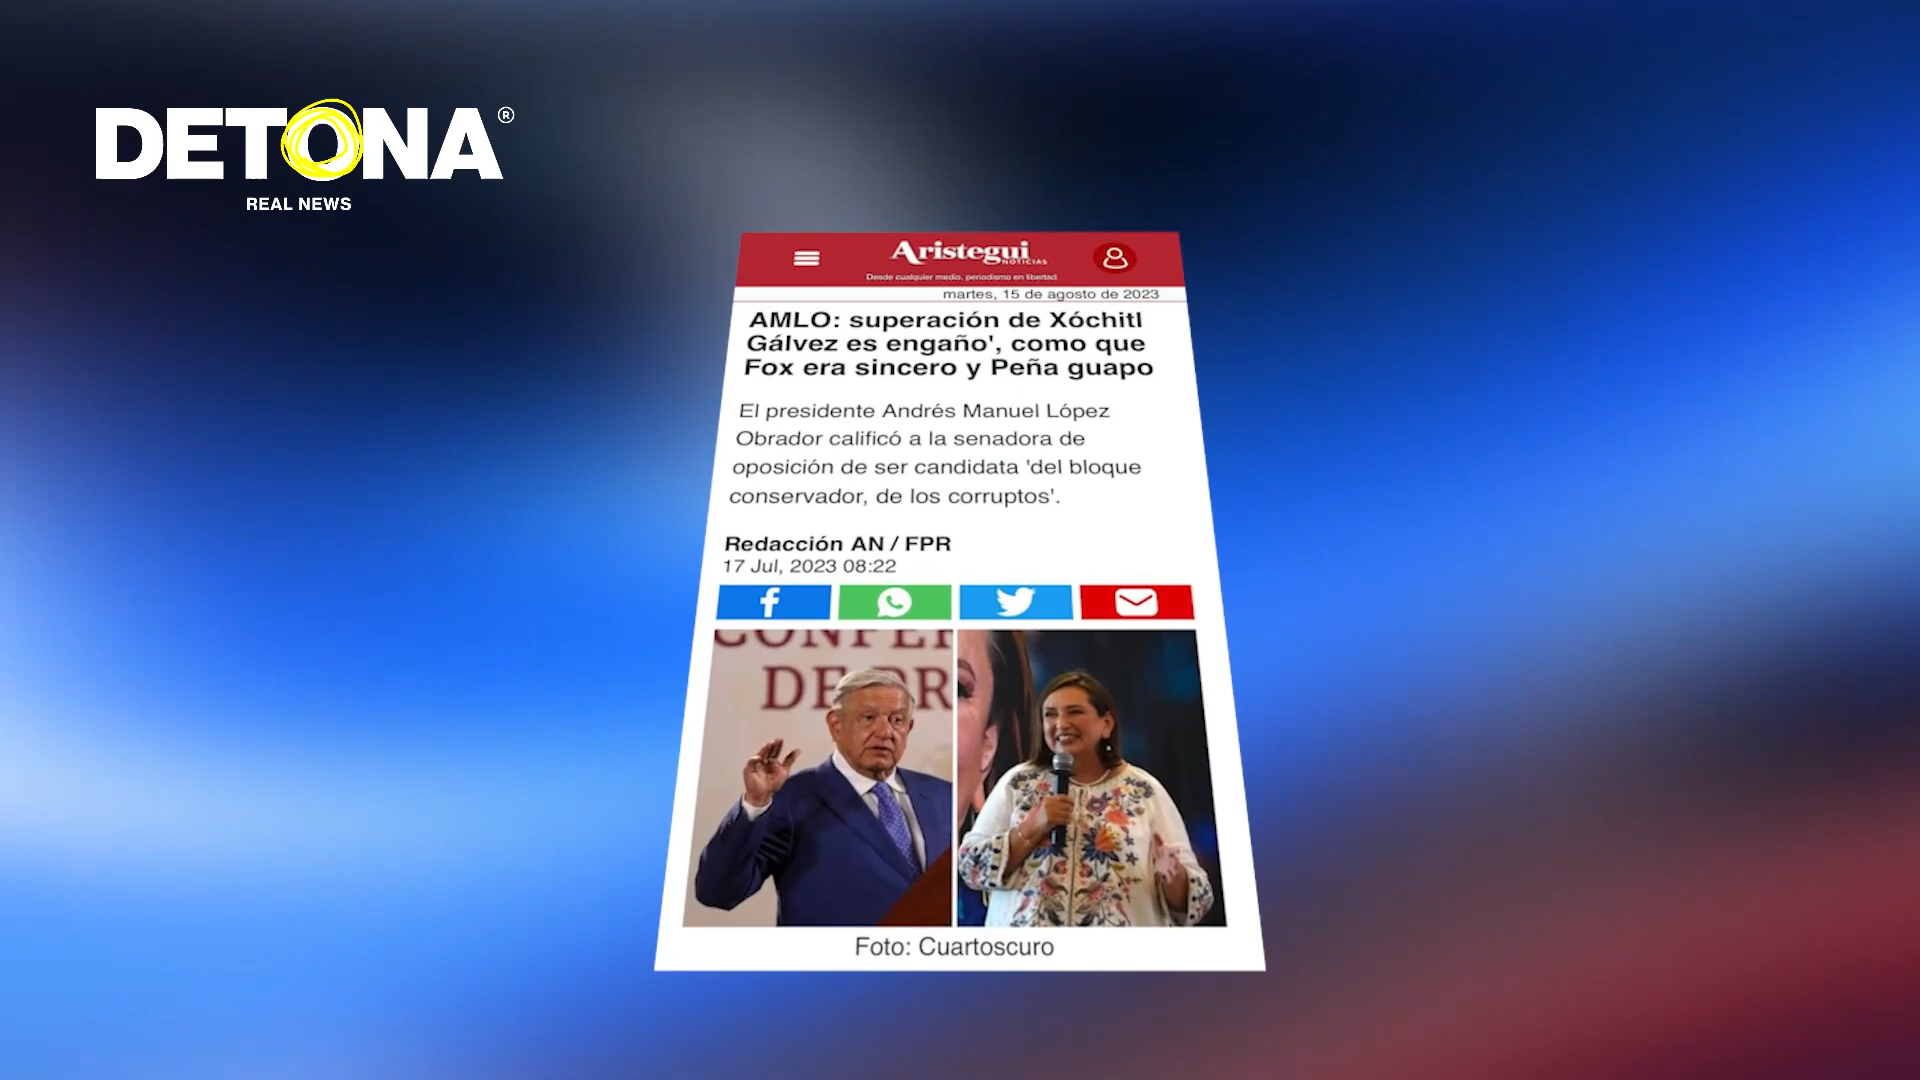 DETONA®
REAL NEWS
Aristegui
NOTICIAS
Desde cualquier medio, periodismo en libertad
martes, 15 de agosto de 2023
AMLO: superación de Xóchitl
Gálvez es engaño', como que
Fox era sincero y Peña guapo
El presidente Andrés Manuel López
Obrador calificó a la senadora de
oposición de ser candidata 'del bloque
conservador, de los corruptos'.
Redacción AN / FPR
17 Jul, 2023 08:22
CONFER
DE PR
Foto: Cuartoscuro